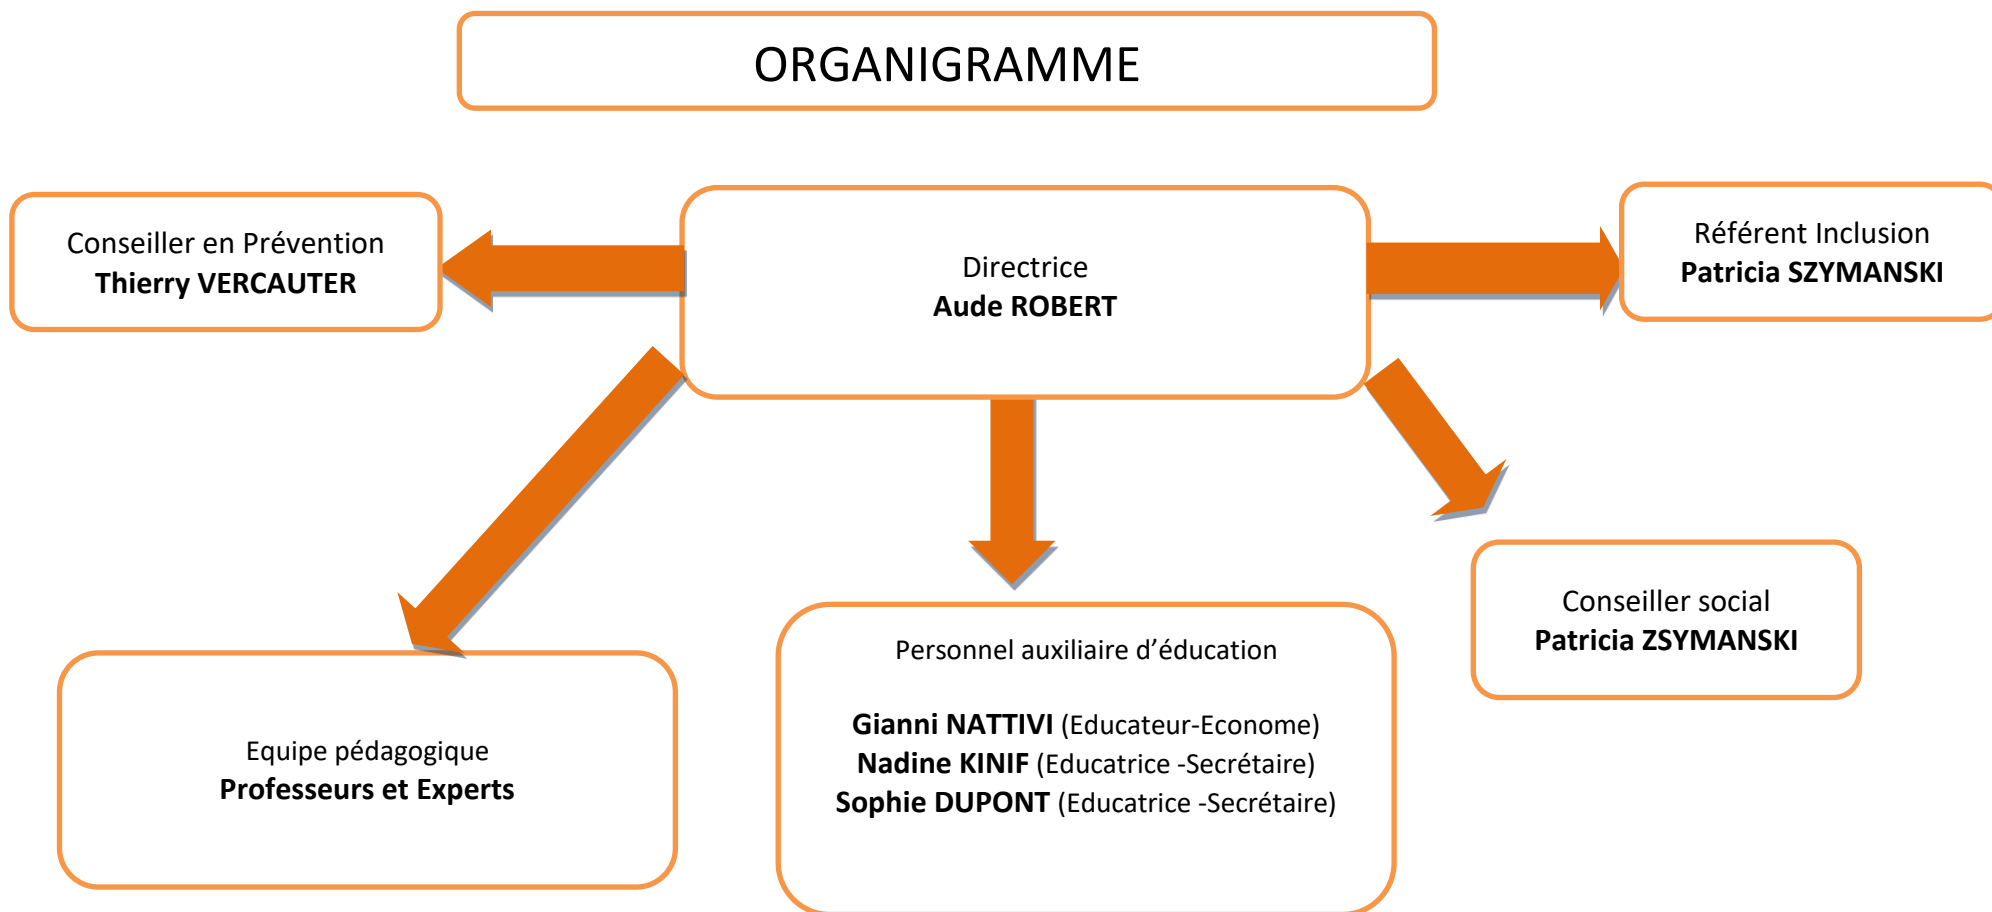 ORGANIGRAMME
Conseiller en Prévention
Thierry VERCAUTER
Directrice
Aude ROBERT
Référent Inclusion
Patricia SZYMANSKI
Conseiller social
Patricia ZSYMANSKI
Personnel auxiliaire d’éducation
Gianni NATTIVI (Educateur-Econome)
Nadine KINIF (Educatrice -Secrétaire)
Sophie DUPONT (Educatrice -Secrétaire)
Equipe pédagogique
Professeurs et Experts